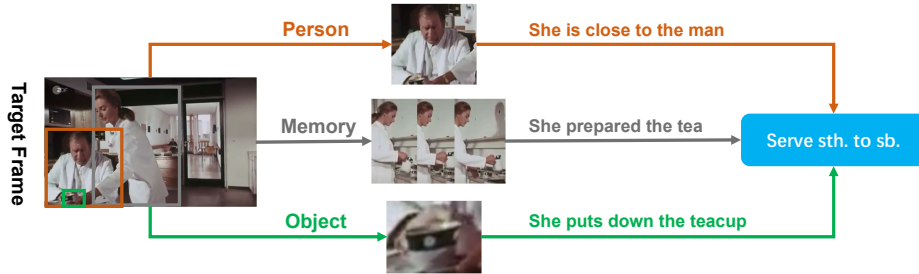 Target Frame
Person
She is close to the man
Memory
She prepared the tea
Serve sth. to sb.
Object
She puts down the teacup